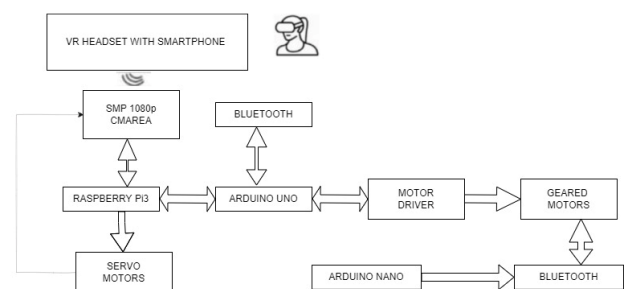 VR HEADSET WITH SMARTPHONE
SMP 1080p
CMAREA
BLUETOOTH
RASPBERRY Pi3
ARDUINO UNO
MOTOR
DRIVER
GEARED
MOTORS
SERVO
MOTORS
ARDUINO NANO
BLUETOOTH